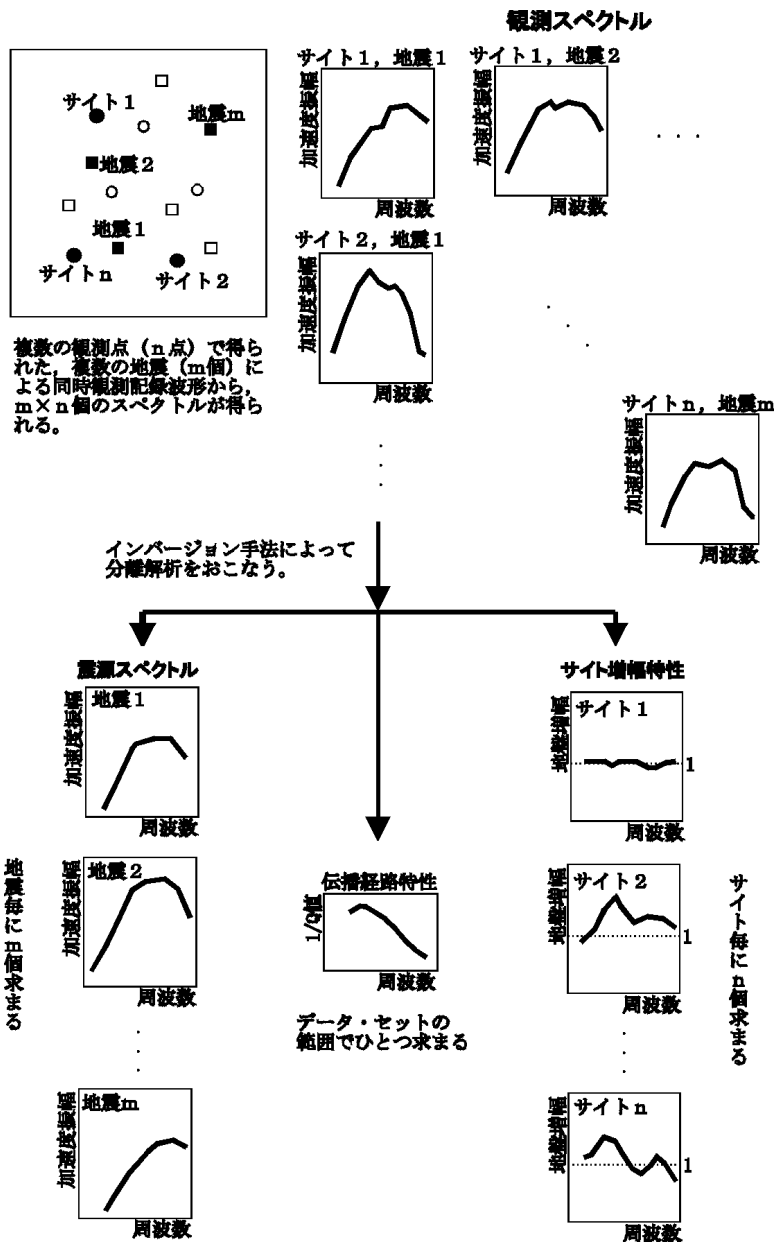 観測スペクトル
サイト1，地震1
加速度振幅
周波数
サイト1，地震2
加速度振幅
周波数
・・・
サイト1
地震m
地震2
地震1
サイトn
サイト2
サイト2，地震1
加速度振幅
周波数
複数の観測点（n点）で得ら
れた，複数の地震（m個）に
よる同時観測記録波形から，
m×n個のスペクトルが得ら
れる。
サイトn，地震m
加速度振幅
周波数
インバージョン手法によって
分離解析をおこなう。
震源スペクトル
地震1
加速度振幅
周波数
地震2
加速度振幅
周波数
地震m
加速度振幅
周波数
地震毎にm個求まる
伝播経路特性
1/Q値
周波数
データ・セットの
範囲でひとつ求まる
サイト増幅特性
サイト1
地盤増幅
1
周波数
サイト2
地盤増幅
1
周波数
サイトn
地盤増幅
1
周波数
サイト毎にn個求まる